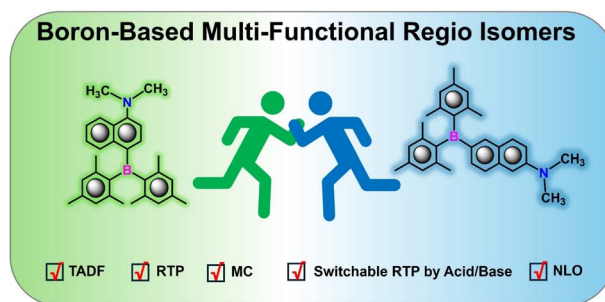 Boron-Based Multi-Functional Regio Isomers
H₃C CH₃
N
B
B
N CH₃
CH₃
TADF RTP MC Switchable RTP by Acid/Base NLO